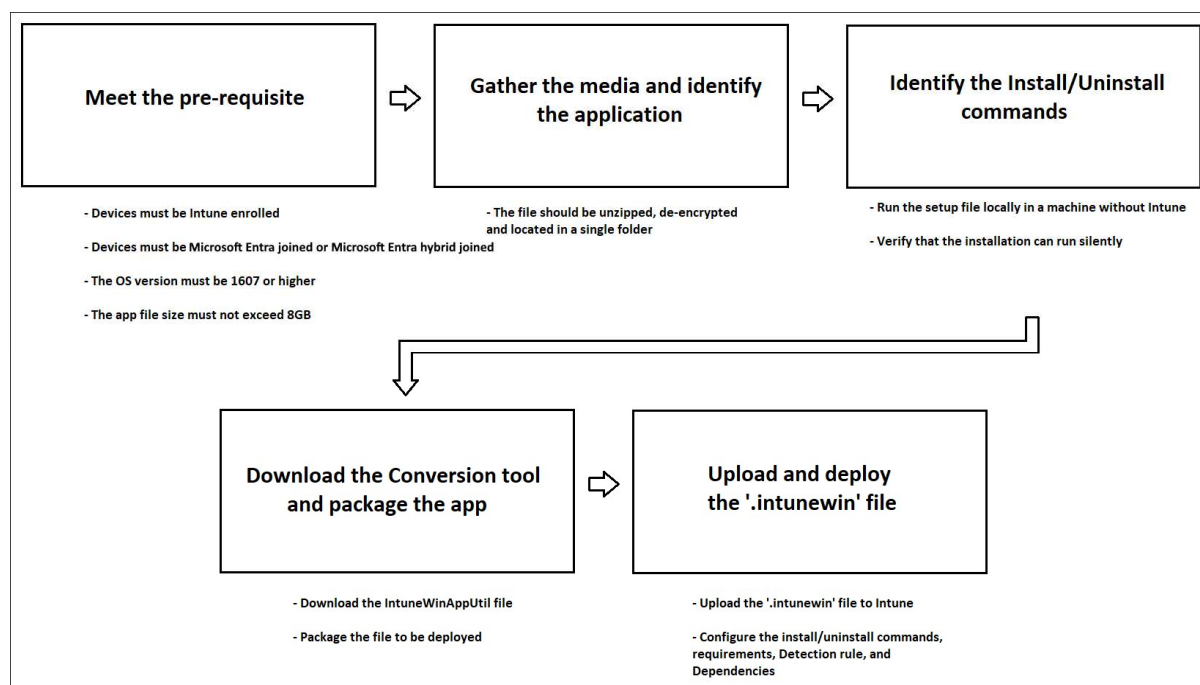 Meet the pre-requisite
Gather the media and identify
the application
Identify the Install/Uninstall
commands
- Devices must be Intune enrolled
- Devices must be Microsoft Entra joined or Microsoft Entra hybrid joined
- The OS version must be 1607 or higher
- The app file size must not exceed 8GB
- The file should be unzipped, de-encrypted
and located in a single folder
- Run the setup file locally in a machine without Intune
- Verify that the installation can run silently
Download the Conversion tool
and package the app
Upload and deploy
the '.intunewin' file
- Download the IntuneWinAppUtil file
- Package the file to be deployed
- Upload the '.intunewin' file to Intune
- Configure the install/uninstall commands,
requirements, Detection rule, and
Dependencies